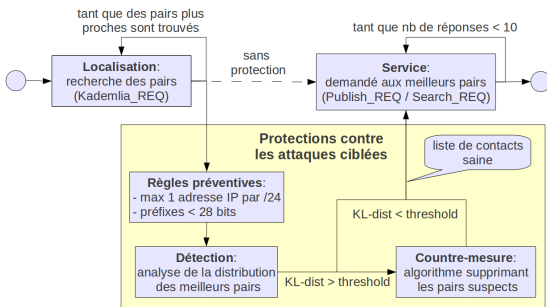 tant que des pairs plus
proches sont trouvés
tant que nb de réponses < 10
Localisation:
recherche des pairs
(Kademlia_REQ)
sans
protection
Service:
demandé aux meilleurs pairs
(Publish_REQ / Search_REQ)
Protections contre
les attaques ciblées
liste de contacts
saine
Règles préventives:
- max 1 adresse IP par /24
- préfixes < 28 bits
KL-dist < threshold
Détection:
analyse de la distribution
des meilleurs pairs
KL-dist > threshold
Countre-mesure:
algorithme supprimant
les pairs suspects